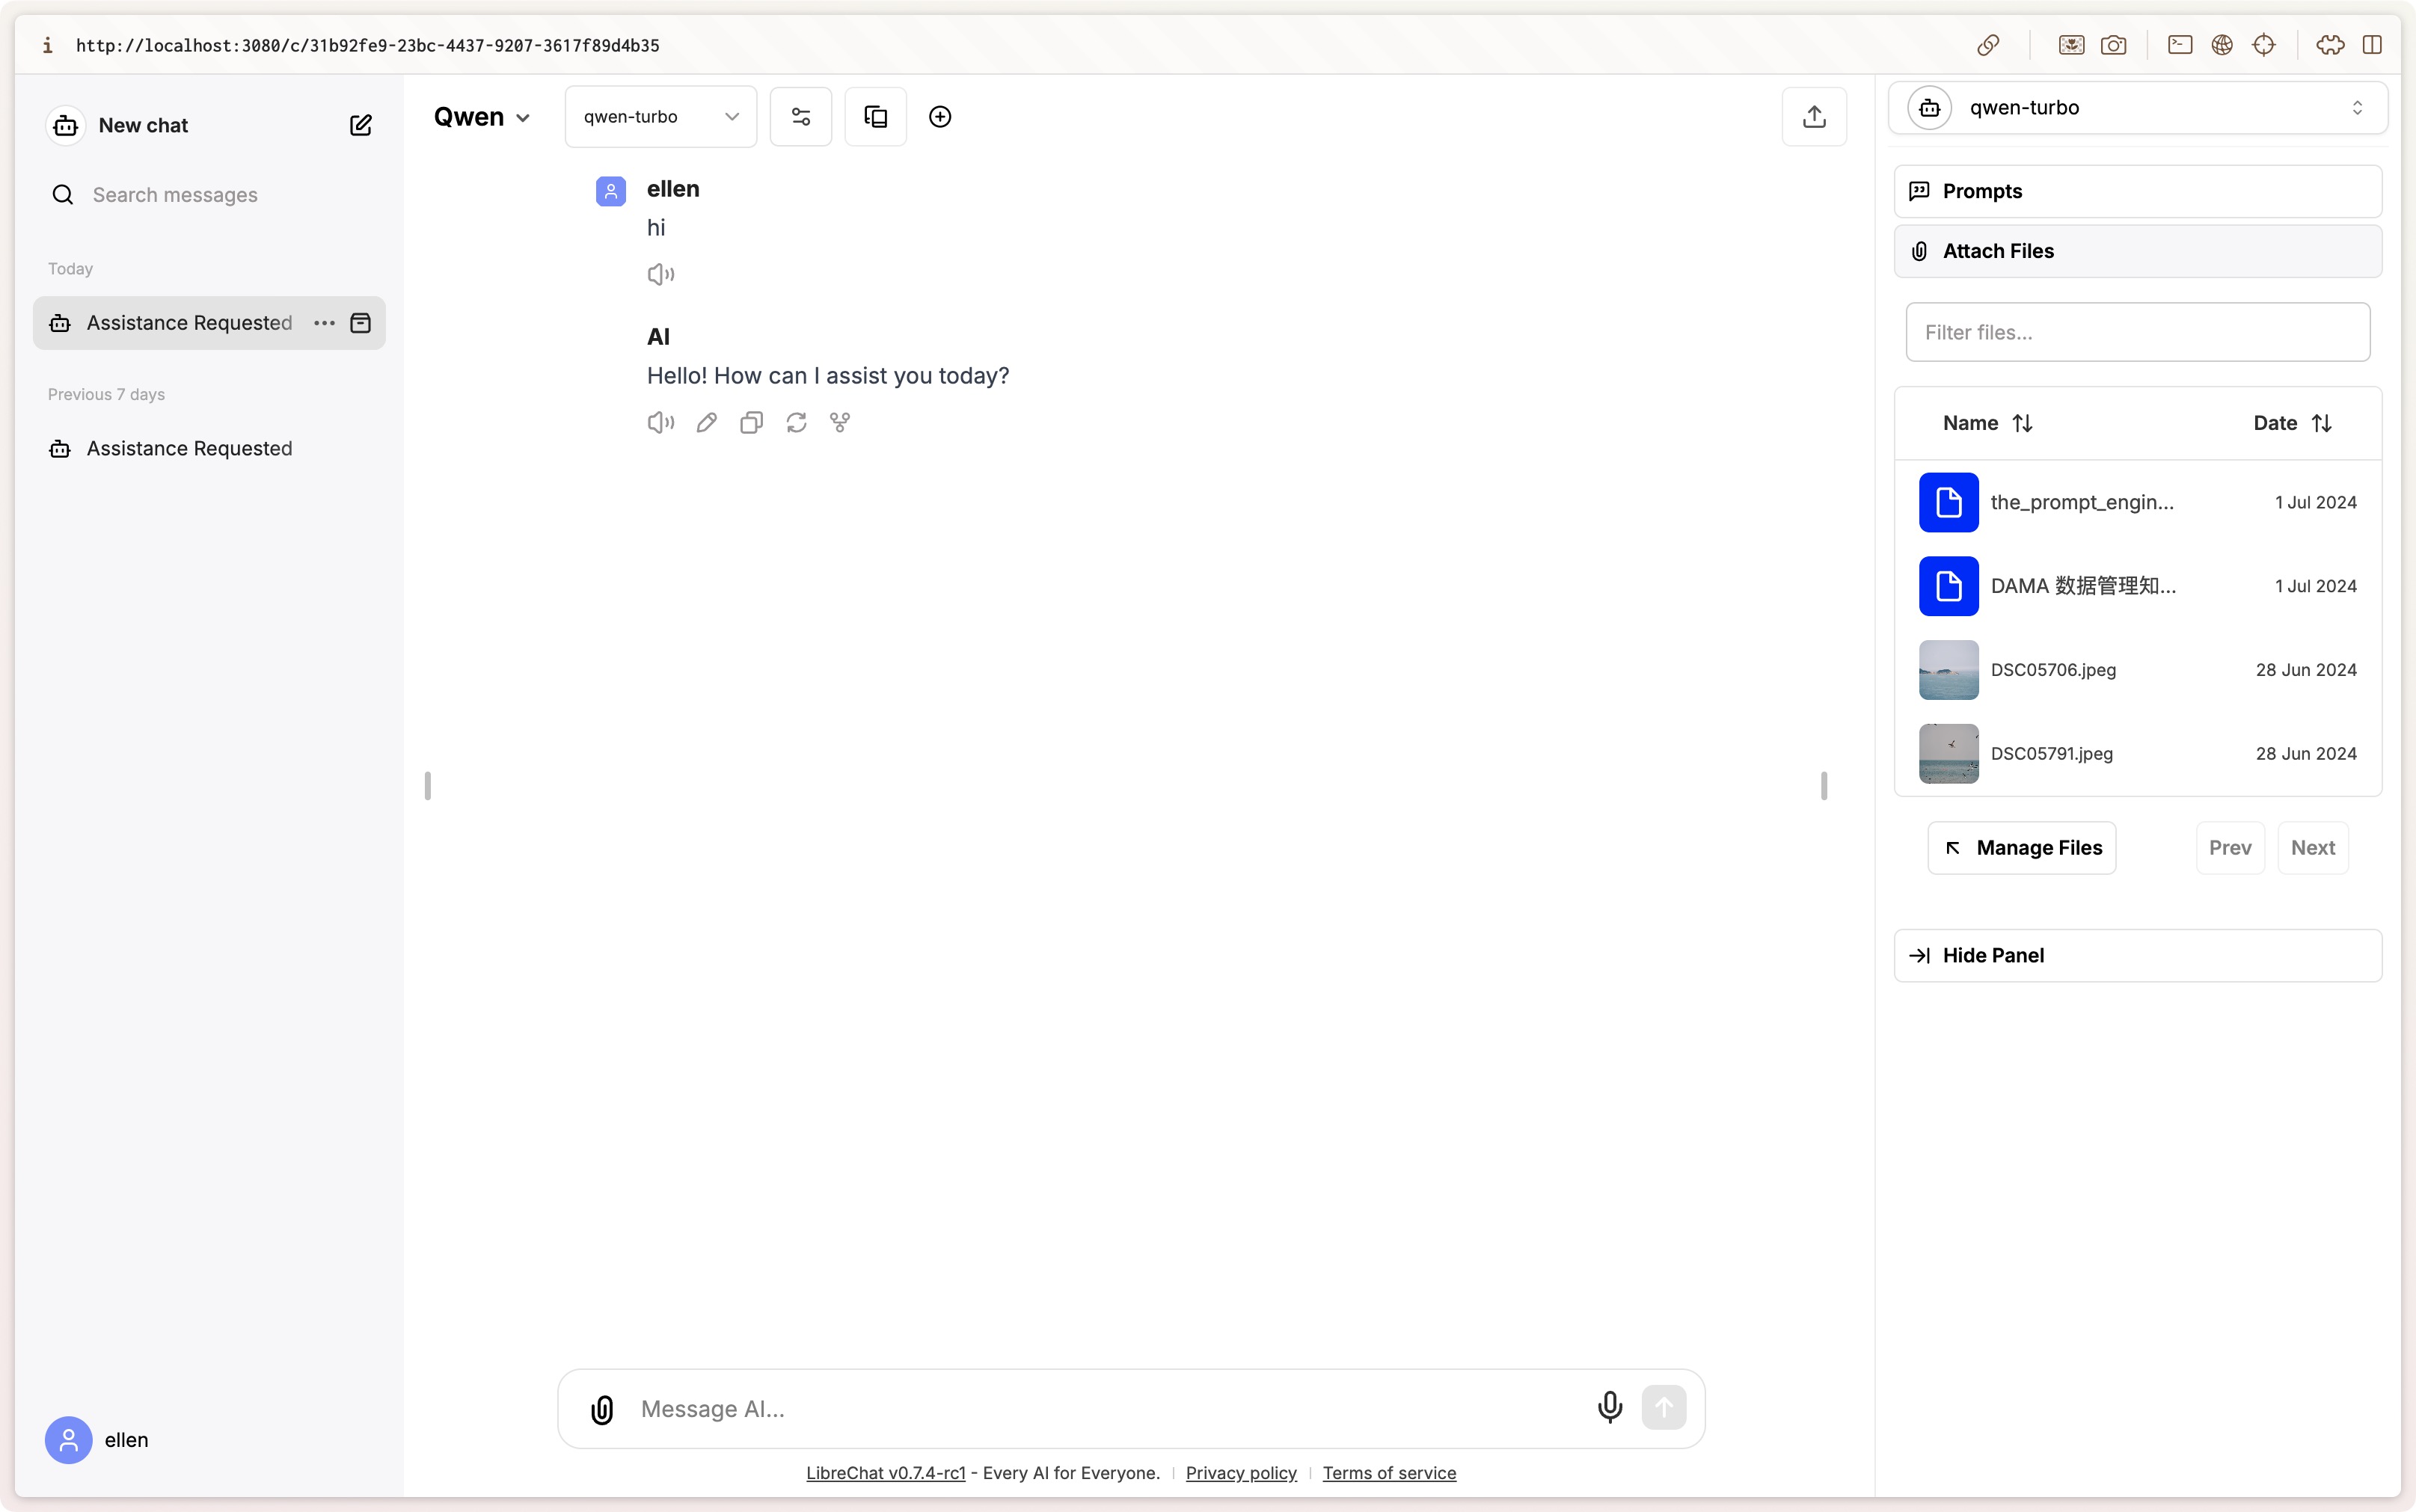 http://localhost:3080/c/31b92fe9-23bc-4437-9207-3617f89d4b35
New chat
Search messages
Today
Assistance Requested
Previous 7 days
Assistance Requested
ellen
Qwen
qwen-turbo
ellen
hi
AI
Hello! How can I assist you today?
Message AI...
LibreChat v0.7.4-rc1 - Every AI for Everyone. Privacy policy Terms of service
qwen-turbo
Prompts
Attach Files
Filter files...
Name Date
the_prompt_engin... 1 Jul 2024
DAMA 数据管理知... 1 Jul 2024
DSC05706.jpeg 28 Jun 2024
DSC05791.jpeg 28 Jun 2024
Manage Files Prev Next
Hide Panel